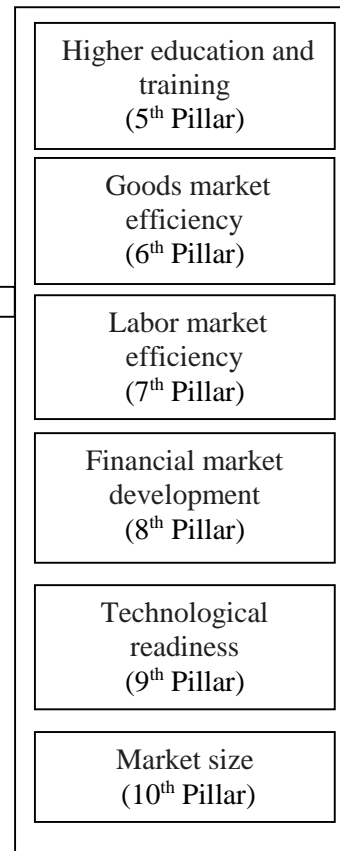 Higher education and
training
(5th Pillar)
Goods market
efficiency
(6th Pillar)
Labor market
efficiency
(7th Pillar)
Financial market
development
(8th Pillar)
Technological
readiness
(9th Pillar)
Market size
(10th Pillar)